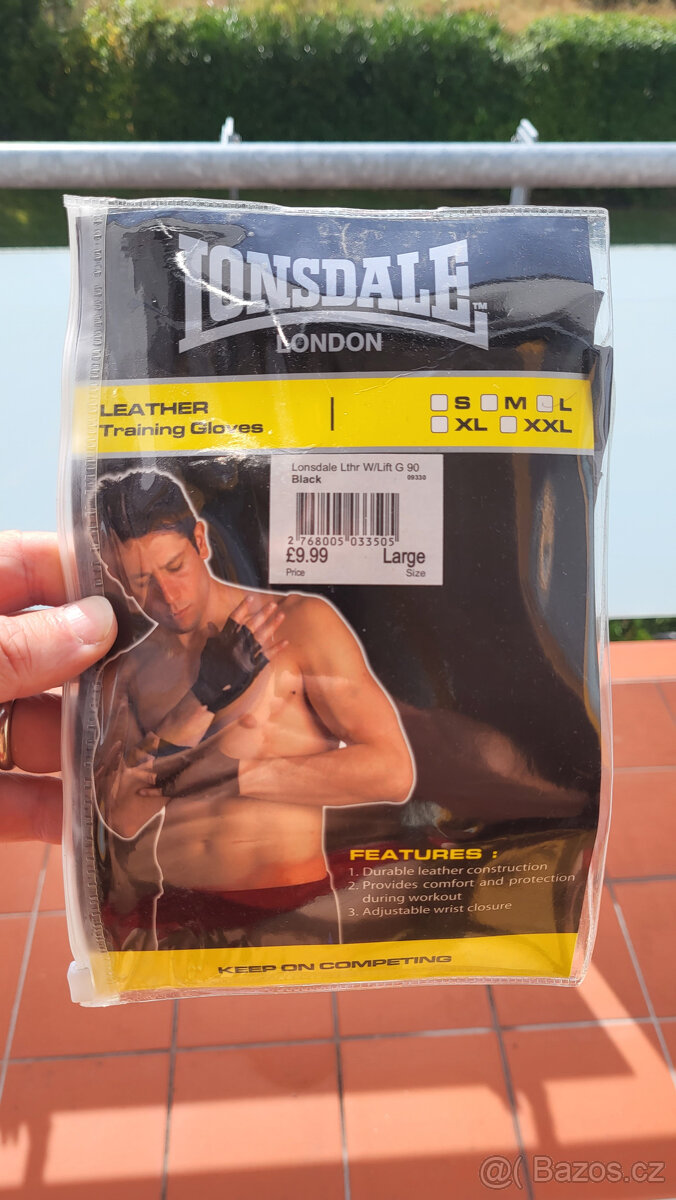 LONSDALE™
LONDON
LEATHER
Training Gloves
S M L
XL XXL
Lonsdale Lthr W/Lift G 90
Black 09330
2 768005 033505
£9.99 Large
Price Size
FEATURES :
1. Durable leather construction
2. Provides comfort and protection
during workout
3. Adjustable wrist closure
KEEP ON COMPETING
@( Bazos.cz